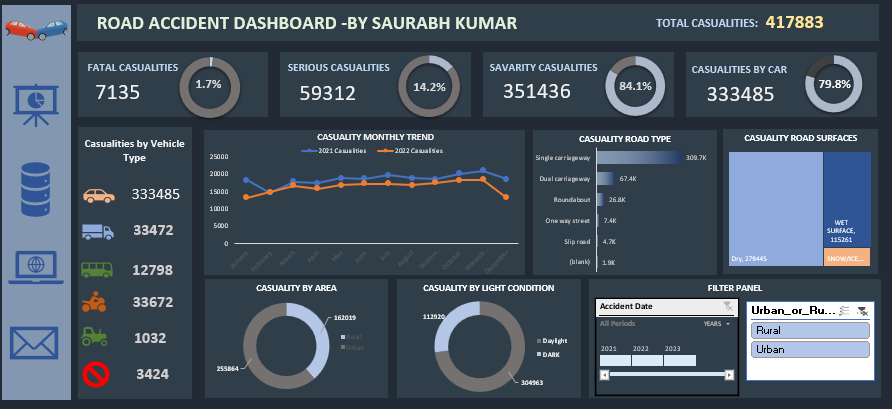 ROAD ACCIDENT DASHBOARD -BY SAURABH KUMAR
TOTAL CASUALITIES: 417883
FATAL CASUALITIES
7135
1.7%
SERIOUS CASUALITIES
59312
14.2%
SAVARITY CASUALITIES
351436
84.1%
CASUALITIES BY CAR
333485
79.8%
Casualities by Vehicle
Type
333485
33472
12798
33672
1032
3424
CASUALITY MONTHLY TREND
2021 Casualities
2022 Casualities
25000
20000
15000
10000
5000
0
January
February
March
April
May
June
July
August
October
December
CASUALITY ROAD TYPE
Single carriageway
309.7K
Dual carriageway
67.4K
Roundabout
26.8K
One way street
7.4K
Slip road
4.7K
(blank)
1.9K
CASUALITY ROAD SURFACES
Dry, 279445
WET
SURFACE,
115261
SNOW/ICE,...
CASUALITY BY AREA
162019
255864
Rural
Urban
CASUALITY BY LIGHT CONDITION
112920
304963
Daylight
DARK
FILTER PANEL
Accident Date
All Periods
YEARS
2021
2022
2023
Urban_or_Ru...
Rural
Urban